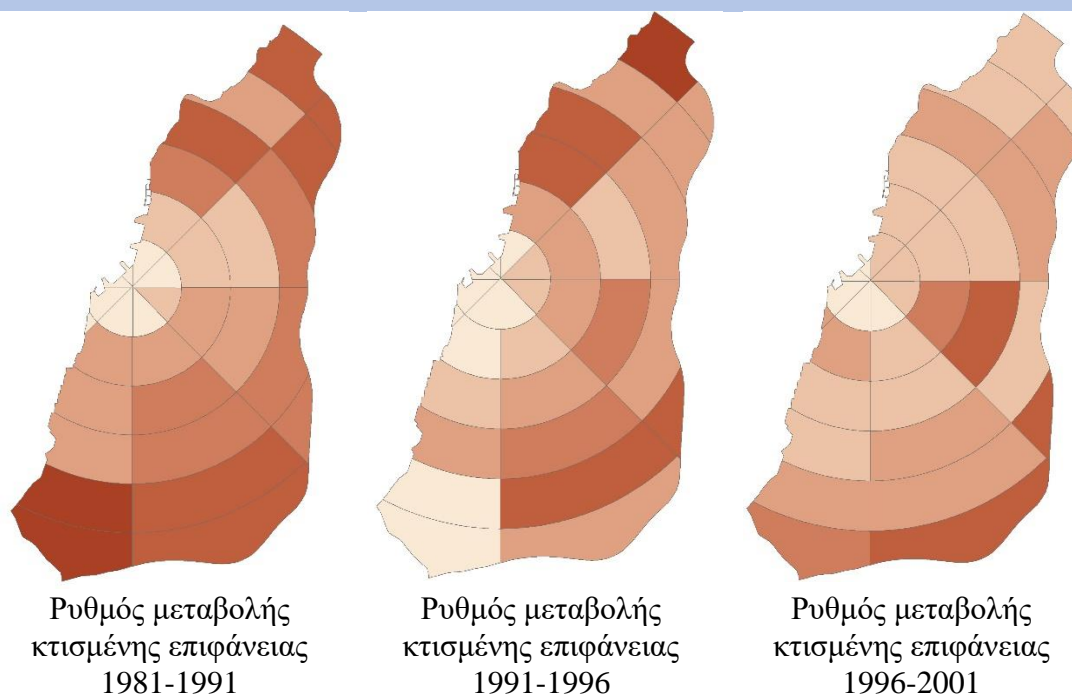 Ρυθμός μεταβολής
κτισμένης επιφάνειας
1981-1991
Ρυθμός μεταβολής
κτισμένης επιφάνειας
1991-1996
Ρυθμός μεταβολής
κτισμένης επιφάνειας
1996-2001